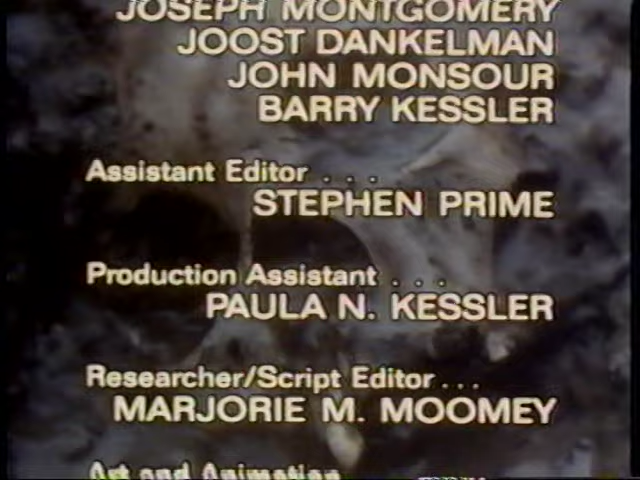 JOSEPH MONTGOMERY
JOOST DANKELMAN
JOHN MONSOUR
BARRY KESSLER
Assistant Editor . . .
STEPHEN PRIME
Production Assistant . . .
PAULA N. KESSLER
Researcher/Script Editor . . .
MARJORIE M. MOOMEY
Art and Animation